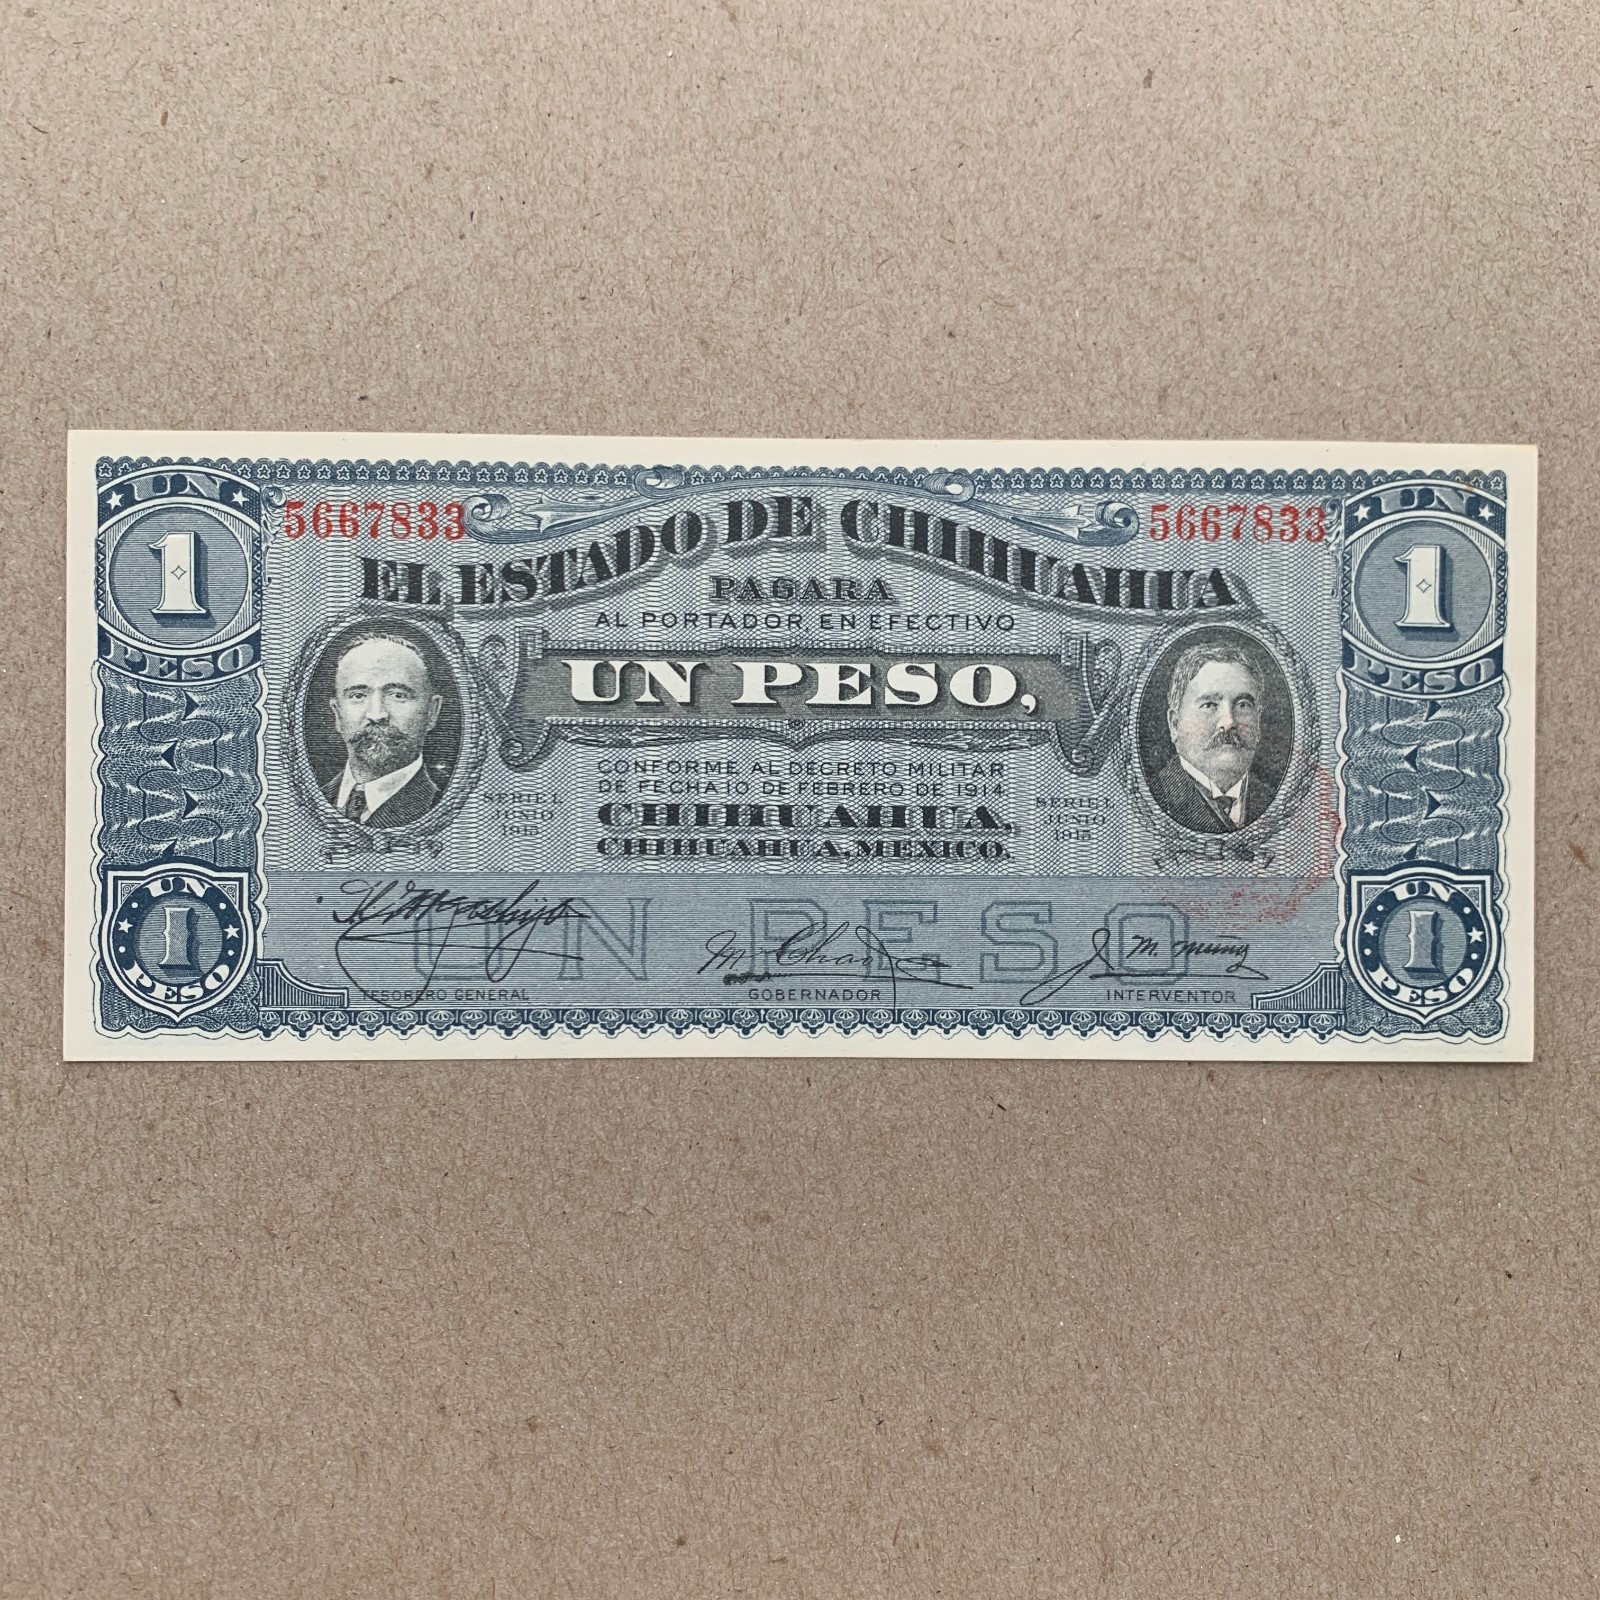 UN 1 PESO
5667833
5667833
UN 1 PESO
EL ESTADO DE CHIHUAHUA
PAGARA
AL PORTADOR EN EFECTIVO
UN PESO,
CONFORME AL DECRETO MILITAR
DE FECHA 10 DE FEBRERO DE 1914
CHIHUAHUA,
CHIHUAHUA, MEXICO.
SERIE L
JUNIO
1915
SERIE L
JUNIO
1915
UN 1 PESO
UN PESO
UN 1 PESO
TESORERO GENERAL
GOBERNADOR
INTERVENTOR